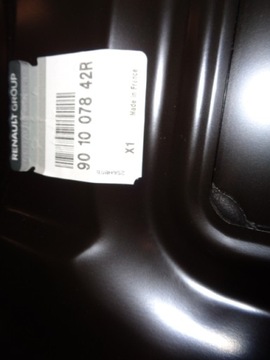 RENAULT GROUP
90 10 078 42R
X1
Made in France